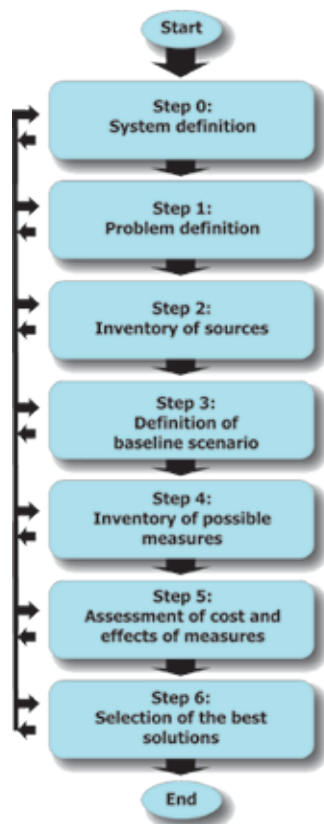 Start
Step 0:
System definition
Step 1:
Problem definition
Step 2:
Inventory of sources
Step 3:
Definition of
baseline scenario
Step 4:
Inventory of possible
measures
Step 5:
Assessment of cost and
effects of measures
Step 6:
Selection of the best
solutions
End